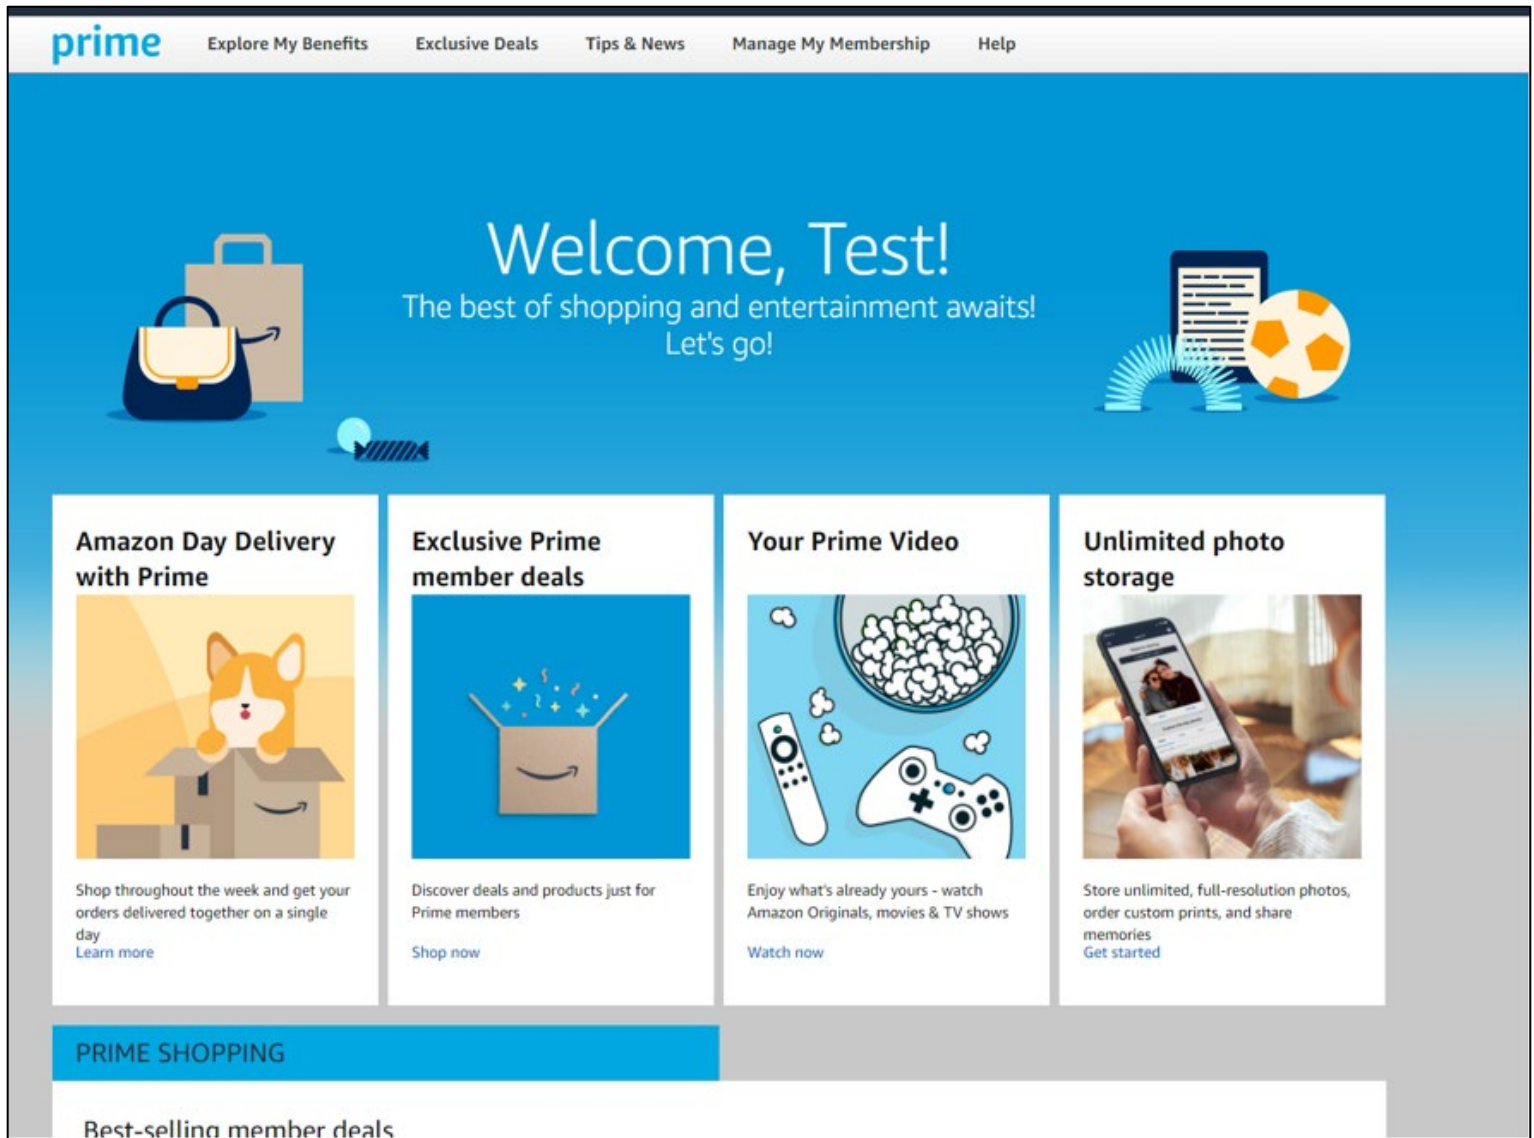 prime Explore My Benefits Exclusive Deals Tips & News Manage My Membership Help
Welcome, Test!
The best of shopping and entertainment awaits!
Let's go!
Amazon Day Delivery
with Prime
Shop throughout the week and get your
orders delivered together on a single
day
Learn more
Exclusive Prime
member deals
Discover deals and products just for
Prime members
Shop now
Your Prime Video
Enjoy what's already yours - watch
Amazon Originals, movies & TV shows
Watch now
Unlimited photo
storage
Store unlimited, full-resolution photos,
order custom prints, and share
memories
Get started
PRIME SHOPPING
Best-selling member deals